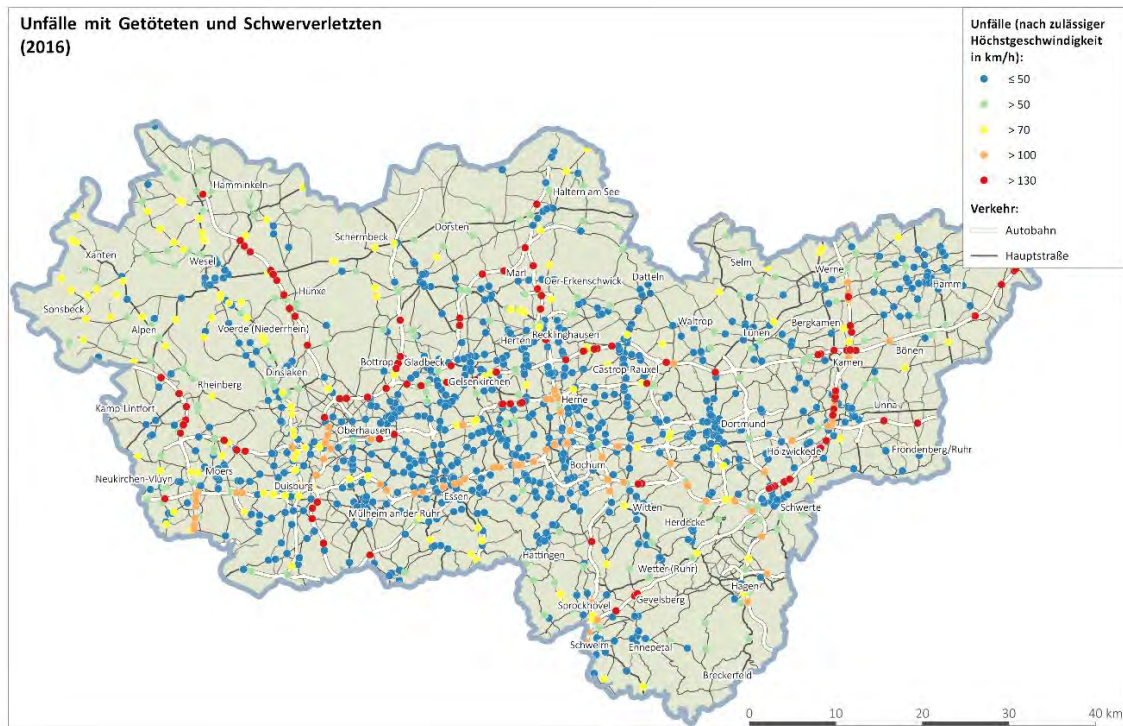 Unfälle mit Getöteten und Schwerverletzten
(2016)
Unfälle (nach zulässiger
Höchstgeschwindigkeit
in km/h):
≤ 50
> 50
> 70
> 100
> 130
Verkehr:
Autobahn
Hauptstraße
Hamminkeln
Haltern am See
Schermbeck
Dorsten
Xanten
Wesel
Marl
Oer-Erkenschwick
Datteln
Selm
Werne
Hamm
Sonsbeck
Hünxe
Alpen
Voerde (Niederrhein)
Waltrop
Lünen
Bergkamen
Recklinghausen
Herten
Bönen
Bottrop
Gladbeck
Kamen
Dinslaken
Castrop-Rauxel
Rheinberg
Gelsenkirchen
Herne
Kamp-Lintfort
Unna
Oberhausen
Dortmund
Bochum
Holzwickede
Fröndenberg/Ruhr
Neukirchen-Vluyn
Moers
Duisburg
Essen
Witten
Schwerte
Mülheim an der Ruhr
Herdecke
Hattingen
Wetter (Ruhr)
Hagen
Sprockhövel
Gevelsberg
Schwelm
Ennepetal
Breckerfeld
0 10 20 30 40 km